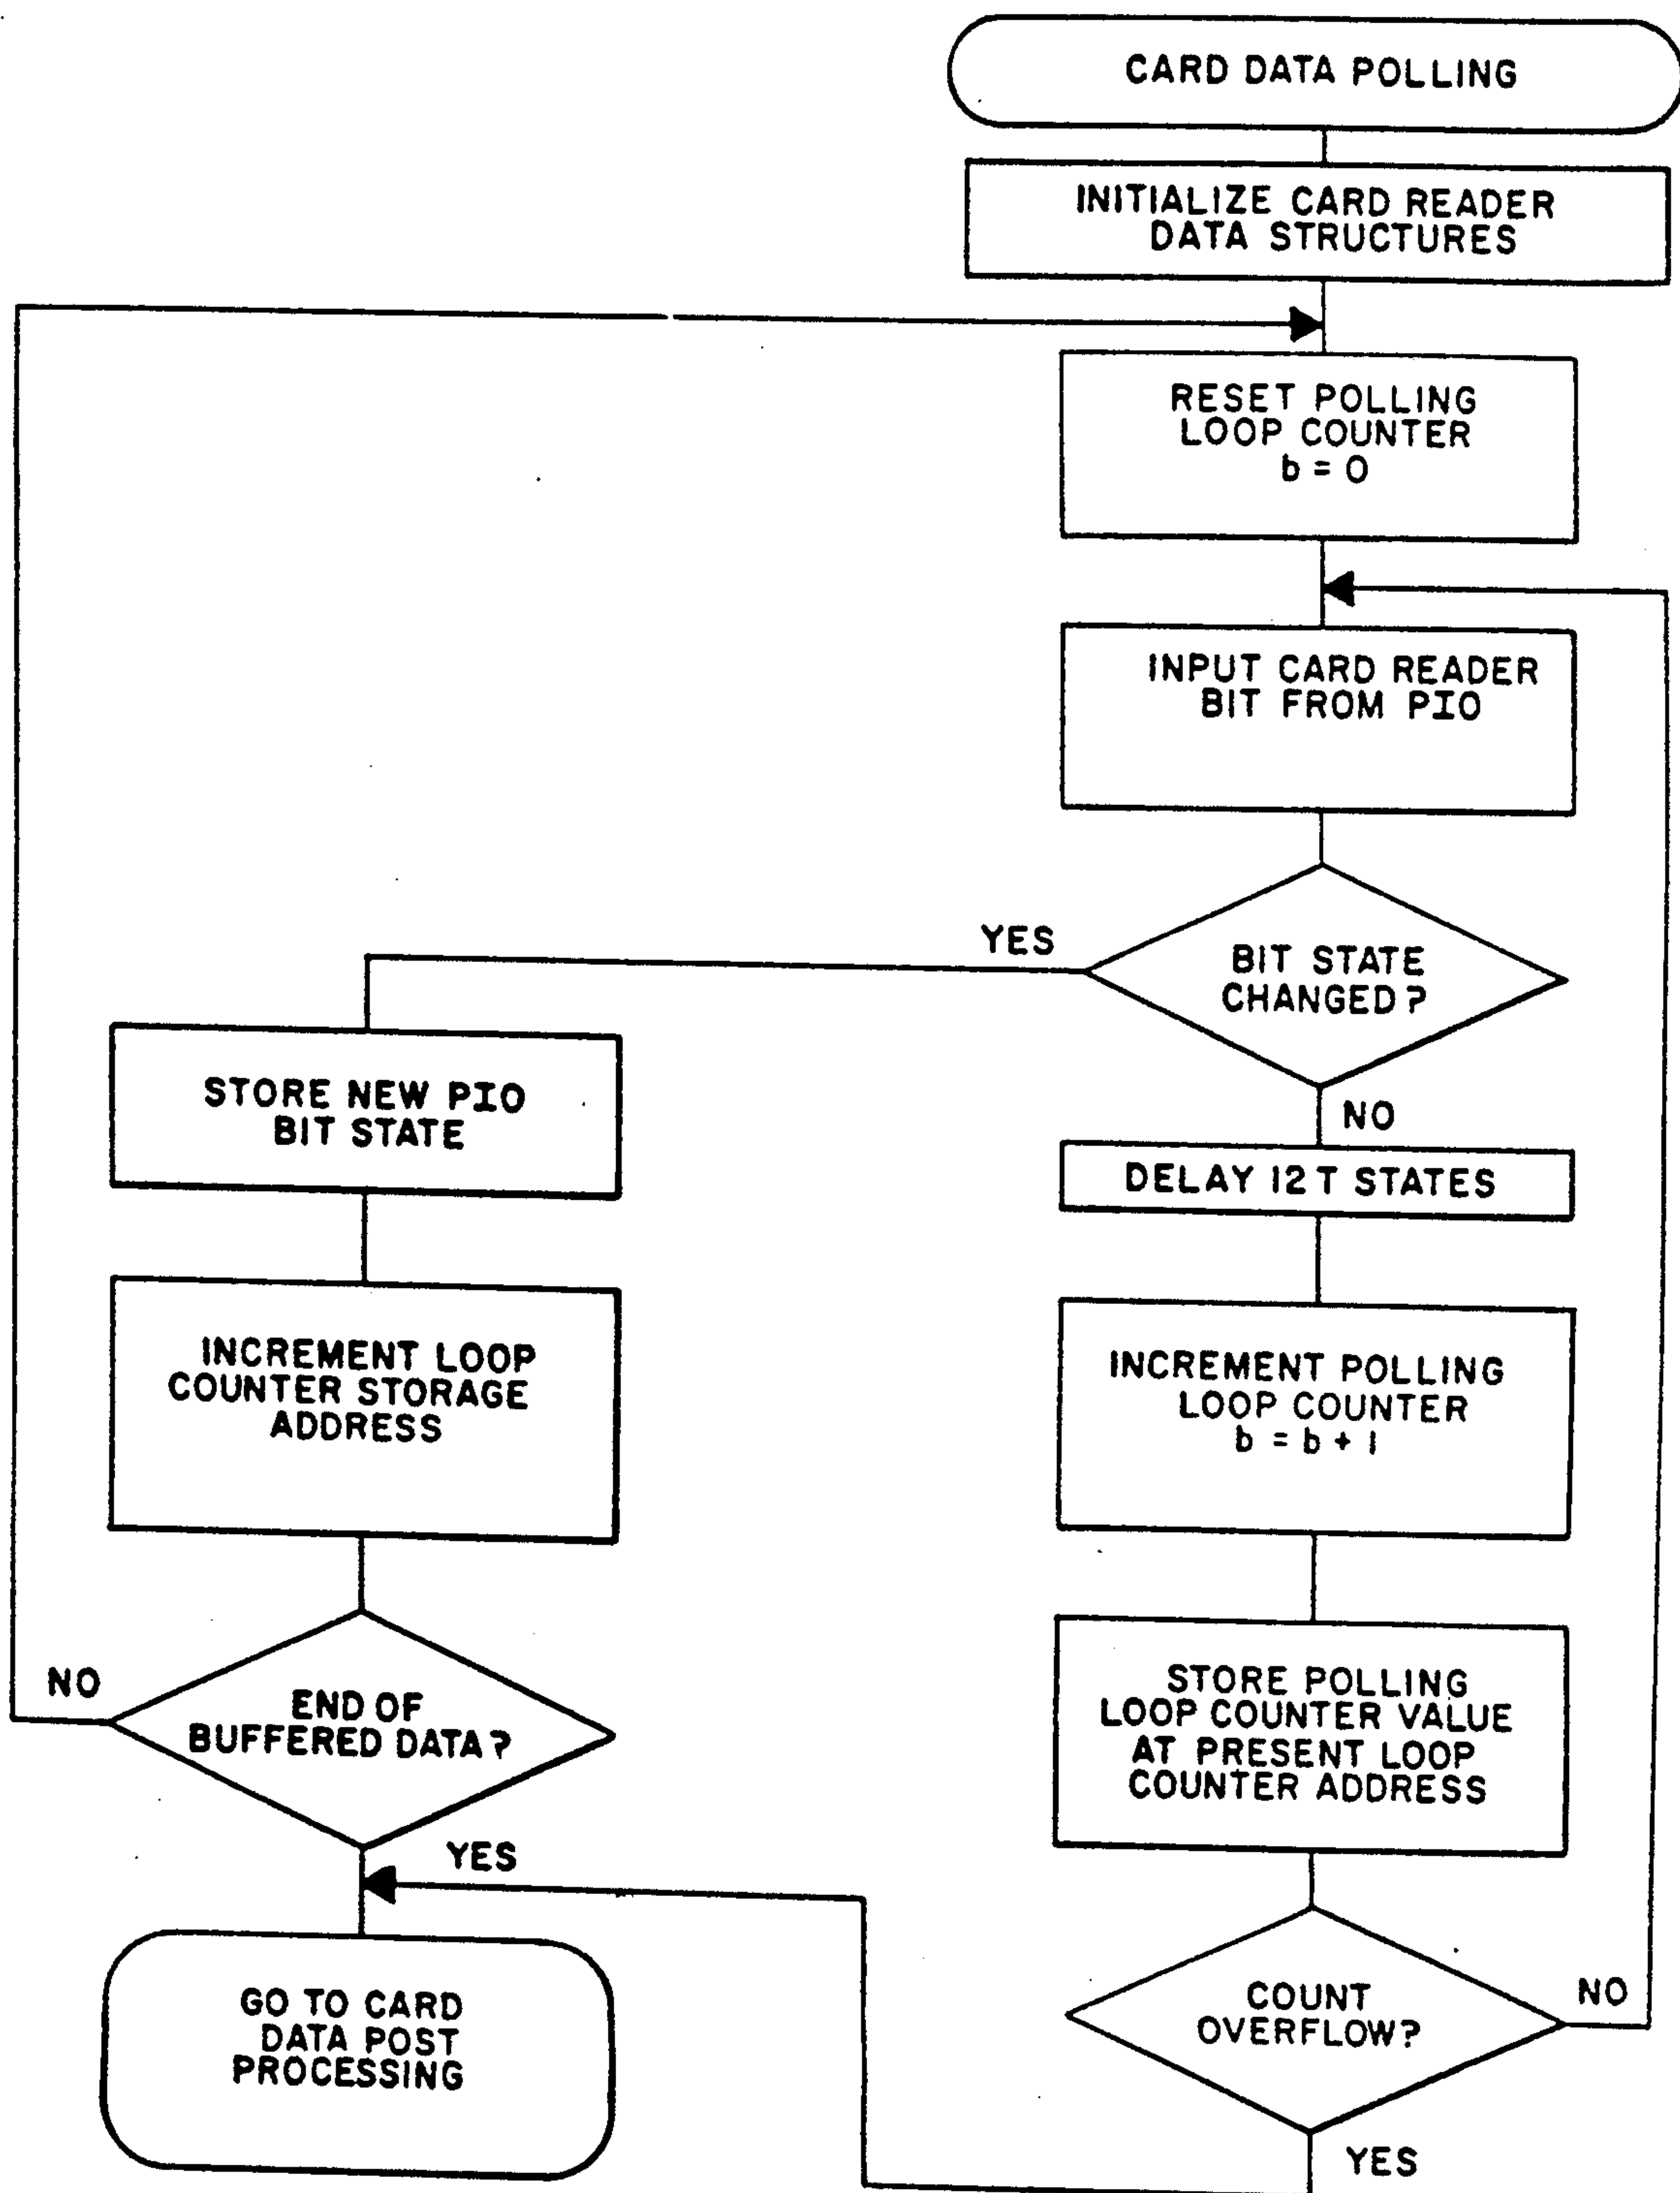 CARD DATA POLLING
INITIALIZE CARD READER
DATA STRUCTURES
RESET POLLING
LOOP COUNTER
b = 0
INPUT CARD READER
BIT FROM PIO
YES
BIT STATE
CHANGED?
NO
STORE NEW PIO
BIT STATE
DELAY 12 T STATES
INCREMENT LOOP
COUNTER STORAGE
ADDRESS
INCREMENT POLLING
LOOP COUNTER
b = b + 1
NO
END OF
BUFFERED DATA?
YES
STORE POLLING
LOOP COUNTER VALUE
AT PRESENT LOOP
COUNTER ADDRESS
GO TO CARD
DATA POST
PROCESSING
COUNT
OVERFLOW?
NO
YES